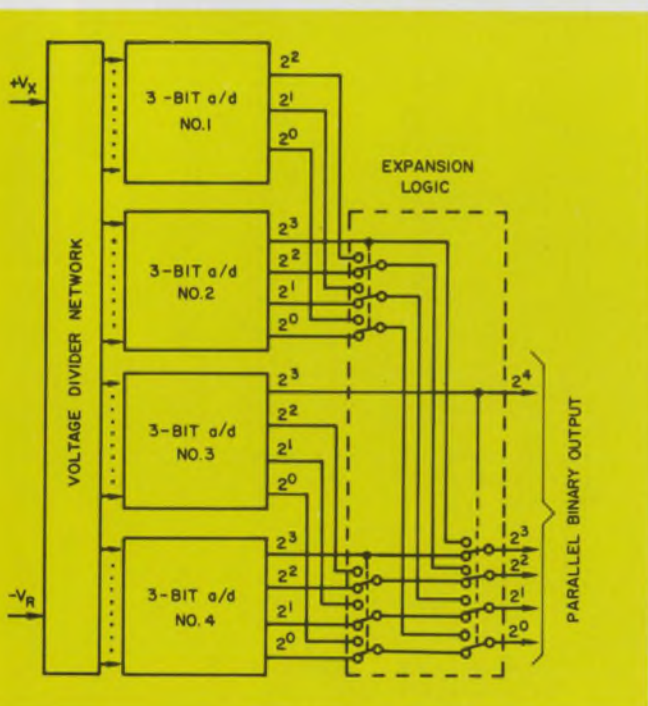 +Vx
-VR
VOLTAGE DIVIDER NETWORK
3-BIT a/d
NO.1
2² 
2¹
2⁰
3-BIT a/d
NO.2
2³
2²
2¹
2⁰
3-BIT a/d
NO.3
2³
2²
2¹
2⁰
3-BIT a/d
NO.4
2³
2²
2¹
2⁰
EXPANSION
LOGIC
2⁴
2³
2²
2¹
2⁰
PARALLEL BINARY OUTPUT